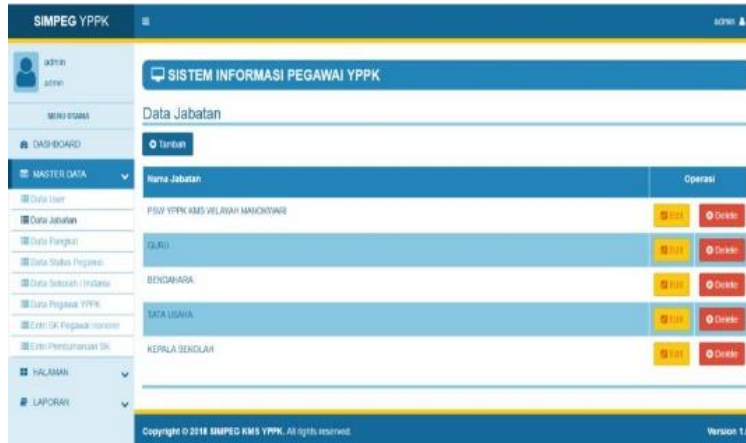 SIMPEG YPPK
admin
admin
admin
MENU UTAMA
DASHBOARD
MASTER DATA
Data User
Data Jabatan
Data Pangkat
Data Status Pegawai
Data Sekolah / Instansi
Data Pegawai YPPK
Entri SK Pegawai Honorer
Entri SK
HALAMAN
LAPORAN
SISTEM INFORMASI PEGAWAI YPPK
Data Jabatan
Tambah
Nama Jabatan Operasi
PSW YPPK KMS WILAYAH MANOKWARI Edit Delete
GURU Edit Delete
BENDAHARA Edit Delete
TATA USAHA Edit Delete
KEPALA SEKOLAH Edit Delete
Copyright © 2018 SIMPEG KMS YPPK. All rights reserved.
Version 1.